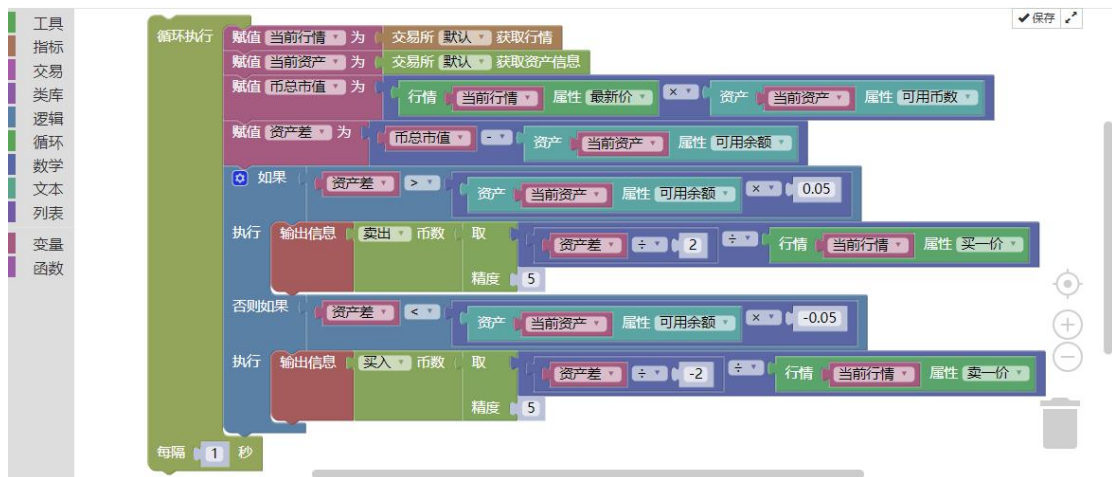 保存
工具
指标
交易
类库
逻辑
循环
数学
文本
列表
变量
函数
循环执行 赋值 当前行情 为 交易所 默认 获取行情
赋值 当前资产 为 交易所 默认 获取资产信息
赋值 币总市值 为 行情 当前行情 属性 最新价 × 资产 当前资产 属性 可用币数
赋值 资产差 为 币总市值 - 资产 当前资产 属性 可用余额
如果 资产差 > 资产 当前资产 属性 可用余额 × 0.05
执行 输出信息 卖出 币数 取 资产差 ÷ 2 ÷ 行情 当前行情 属性 买一价
精度 5
否则如果 资产差 < 资产 当前资产 属性 可用余额 × -0.05
执行 输出信息 买入 币数 取 资产差 ÷ -2 ÷ 行情 当前行情 属性 卖一价
精度 5
每隔 1 秒